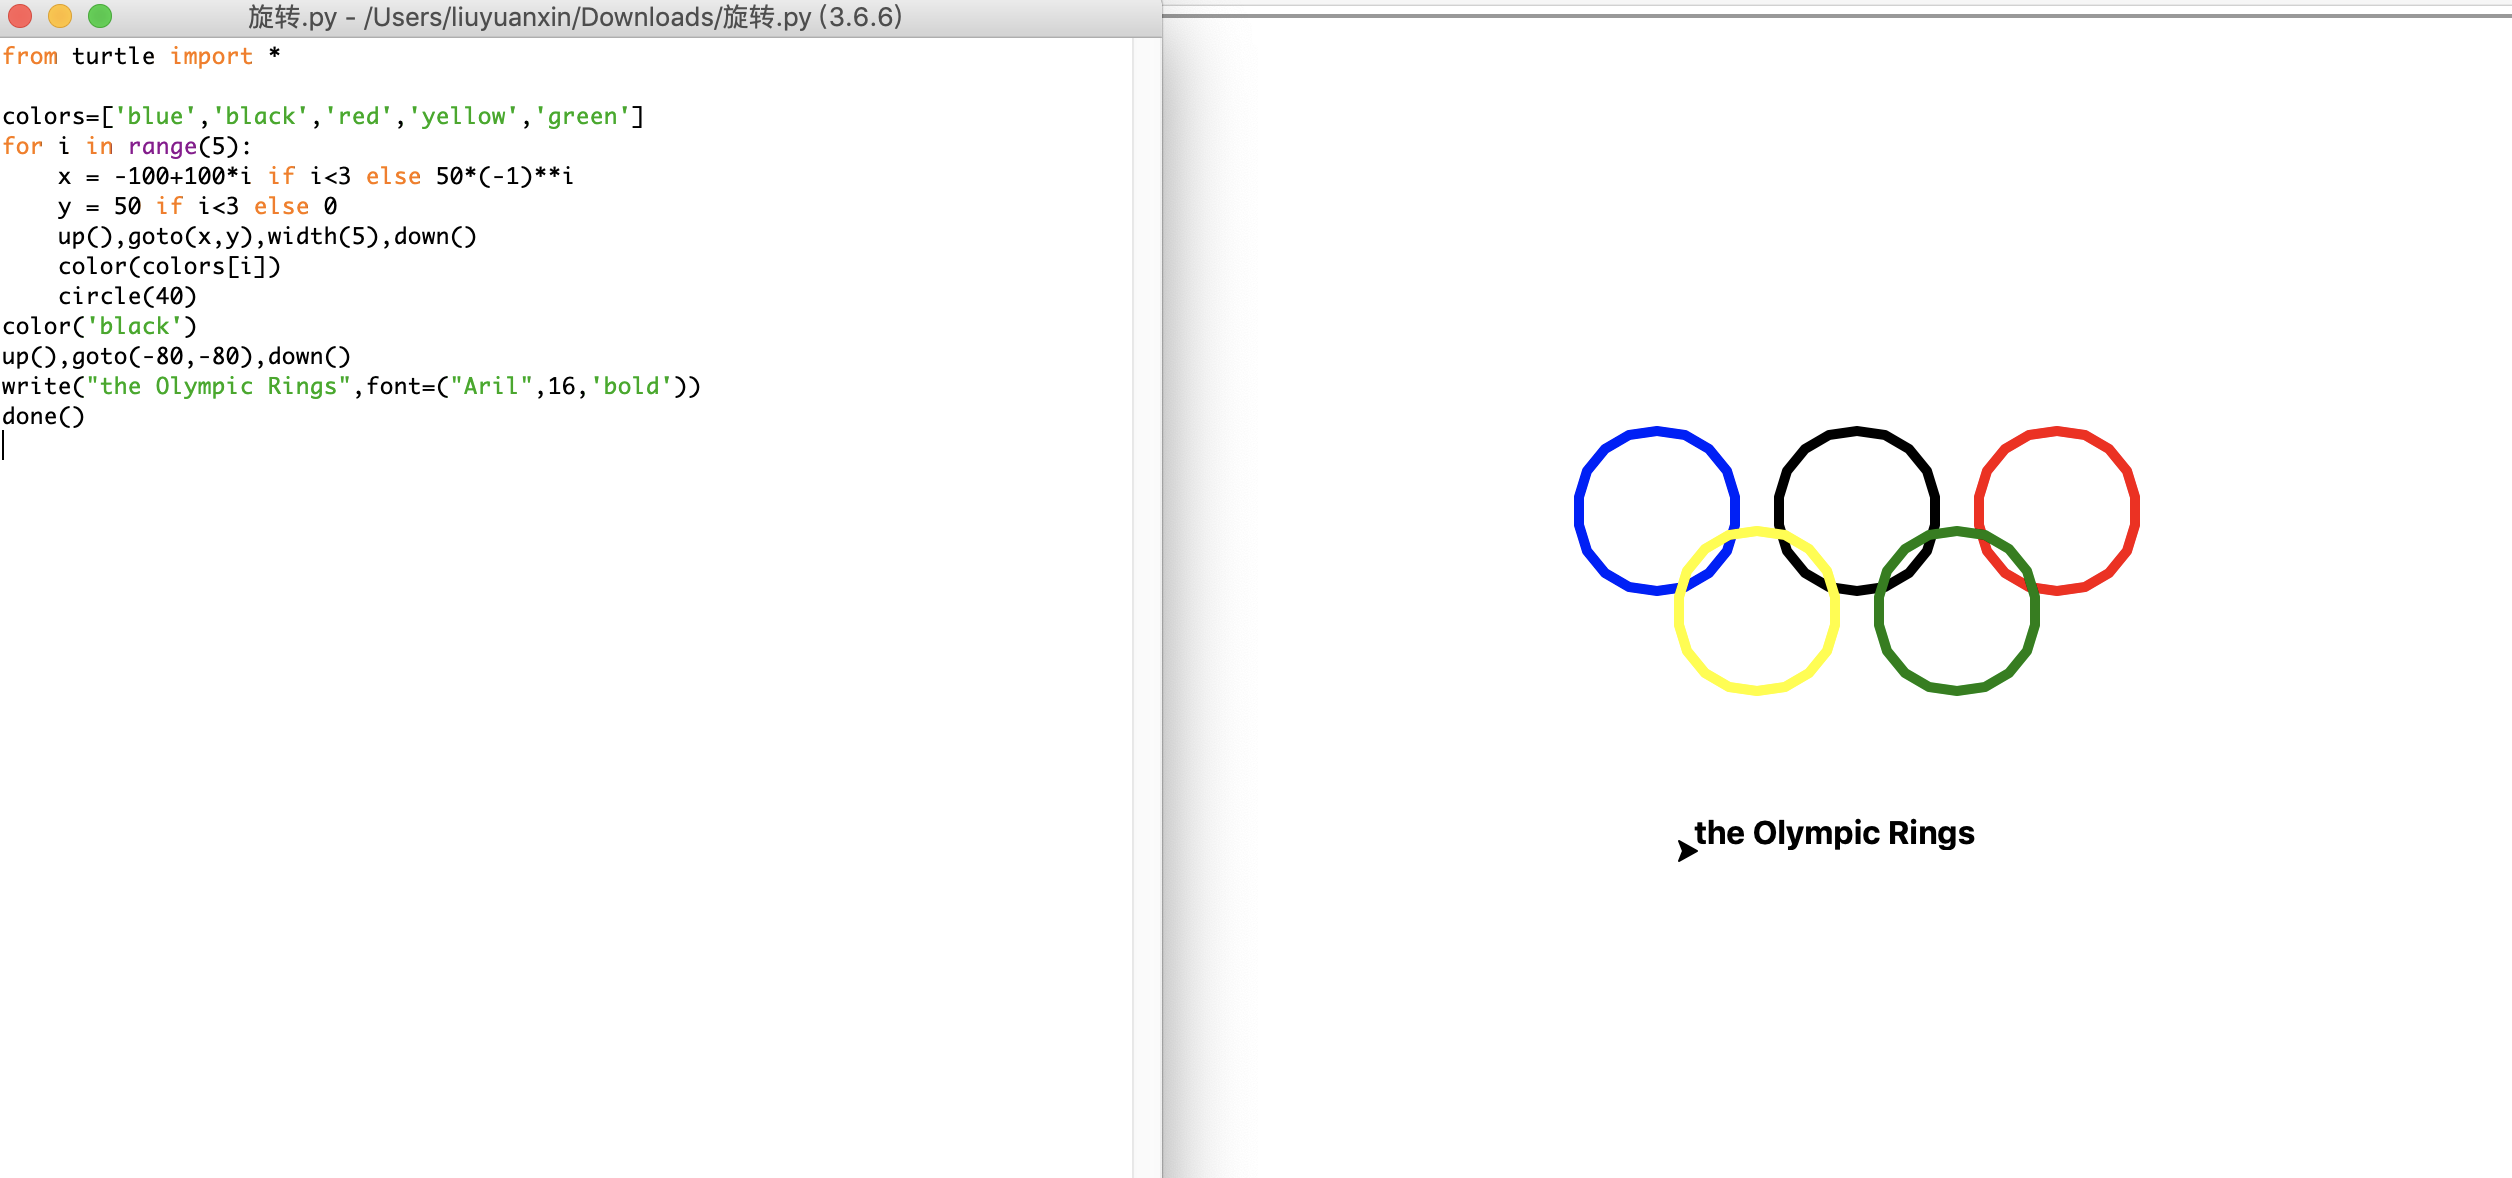 旋转.py - /Users/liuyuanxin/Downloads/旋转.py (3.6.6)
from turtle import *
colors=['blue','black','red','yellow','green']
for i in range(5):
    x = -100+100*i if i<3 else 50*(-1)**i
    y = 50 if i<3 else 0
    up(),goto(x,y),width(5),down()
    color(colors[i])
    circle(40)
color('black')
up(),goto(-80,-80),down()
write("the Olympic Rings",font=("Aril",16,'bold'))
done()
the Olympic Rings